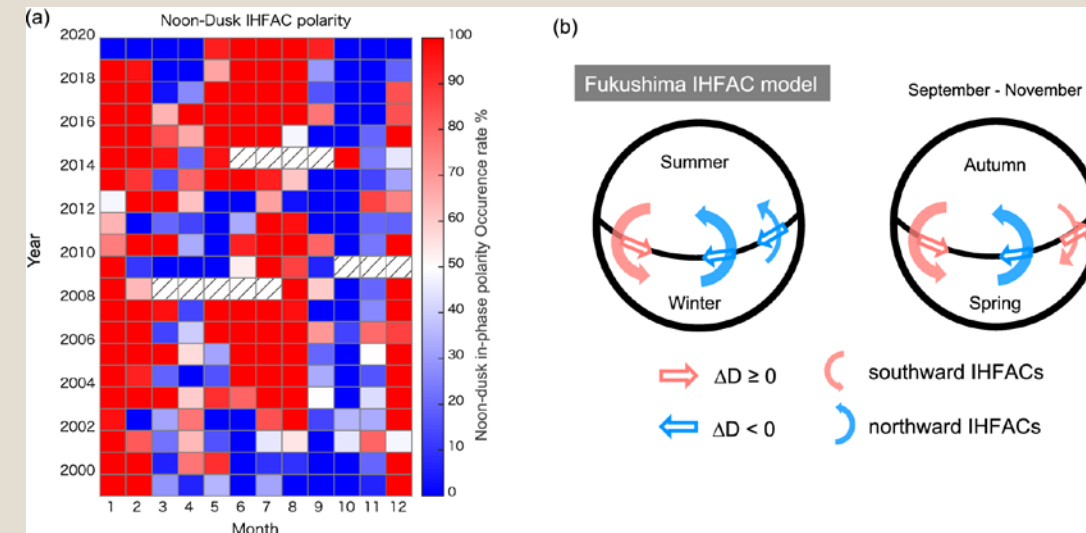 (a)
Noon-Dusk IHFAC polarity
2020
2018
2016
2014
2012
2010
2008
2006
2004
2002
2000
Year
1 2 3 4 5 6 7 8 9 10 11 12
Month
100
90
80
70
60
50
40
30
20
10
0
Noon-dusk in-phase polarity Occurence rate %
(b)
Fukushima IHFAC model
September - November
Summer
Winter
Autumn
Spring
ΔD ≥ 0
southward IHFACs
ΔD < 0
northward IHFACs